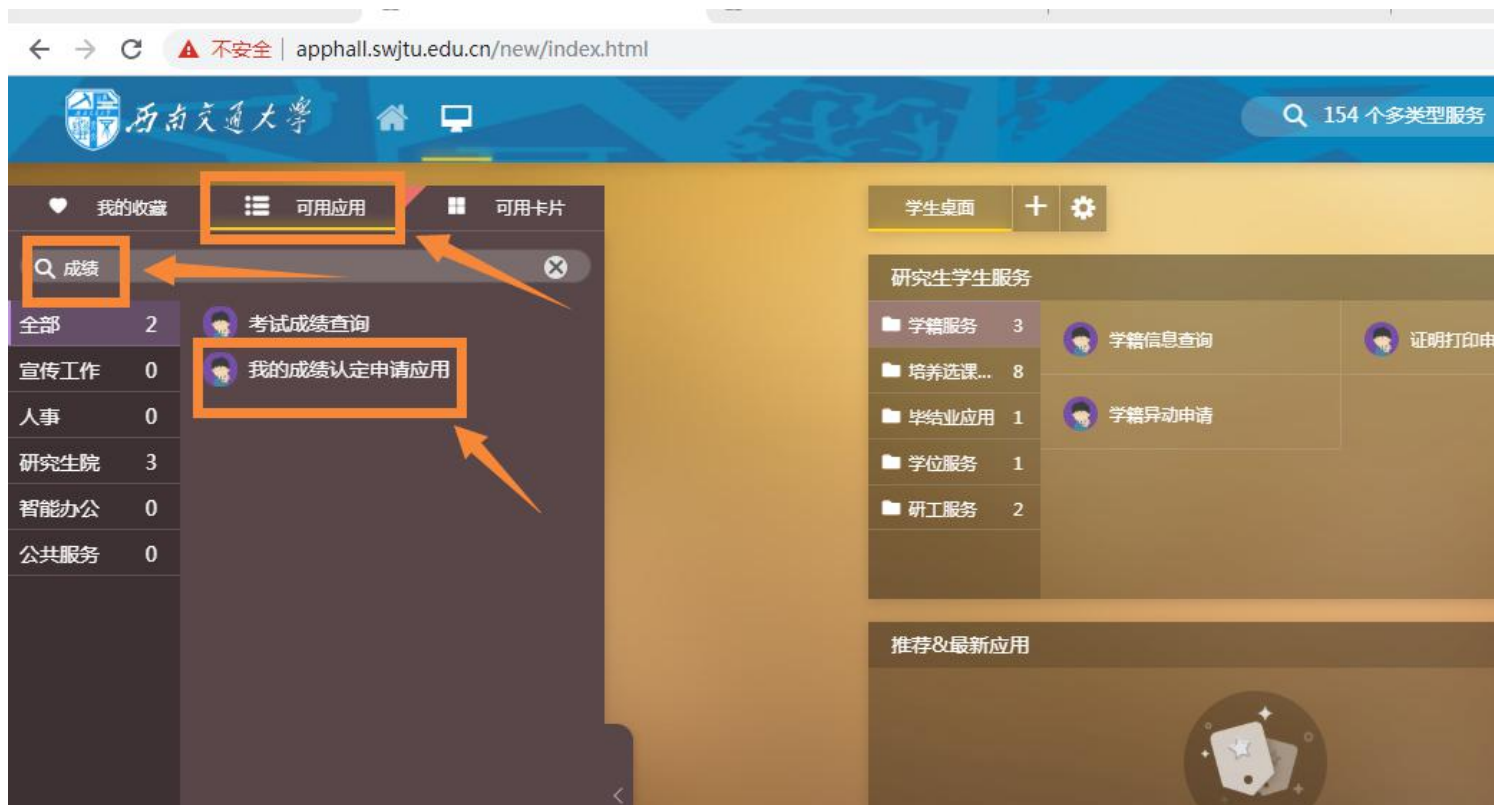 不安全 | apphall.swjtu.edu.cn/new/index.html
西南交通大学
154 个多类型服务
我的收藏 可用应用 可用卡片
成绩
全部 2
宣传工作 0
人事 0
研究生院 3
智能办公 0
公共服务 0
考试成绩查询
我的成绩认定申请应用
学生桌面
研究生学生服务
学籍服务 3
培养选课... 8
毕结业应用 1
学位服务 1
研工服务 2
学籍信息查询
证明打印申
学籍异动申请
推荐&最新应用